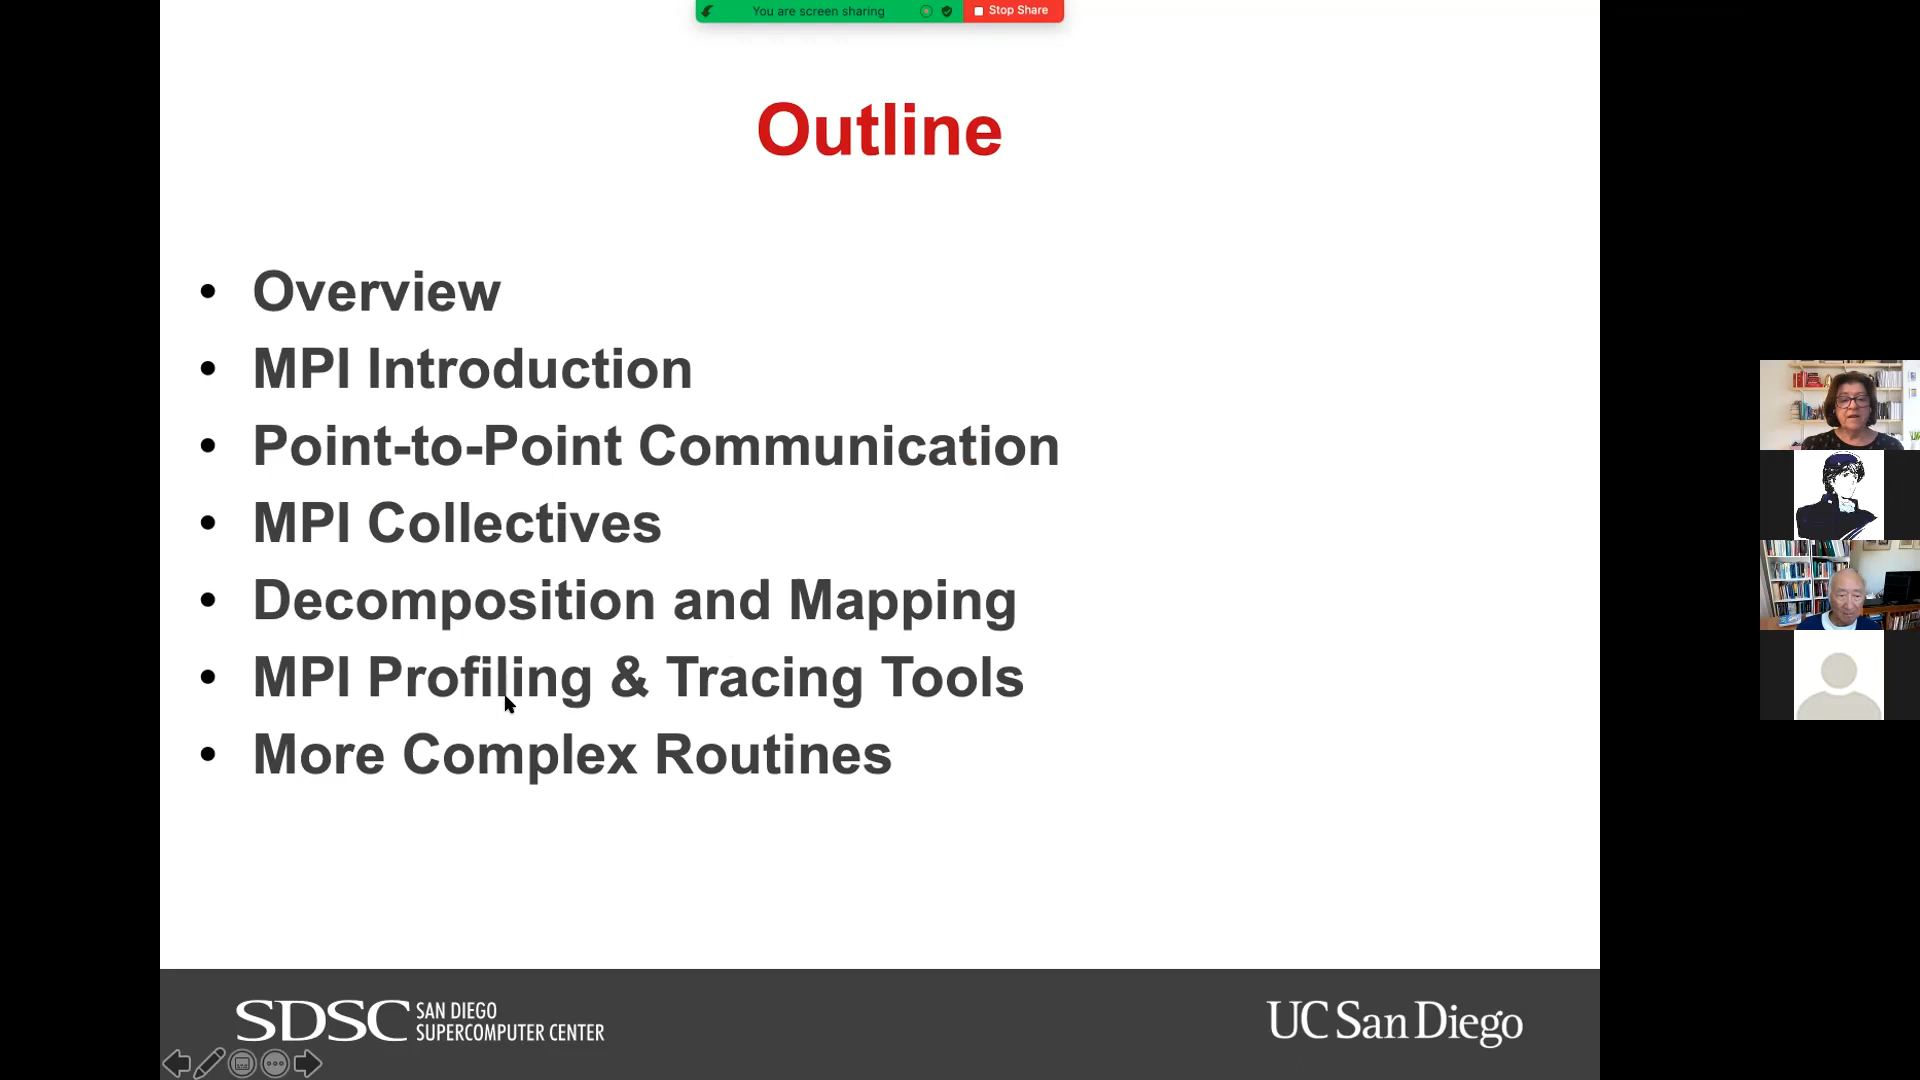 You are screen sharing
Stop Share
Outline
• Overview
• MPI Introduction
• Point-to-Point Communication
• MPI Collectives
• Decomposition and Mapping
• MPI Profiling & Tracing Tools
• More Complex Routines
SDSC SAN DIEGO
SUPERCOMPUTER CENTER
UC San Diego